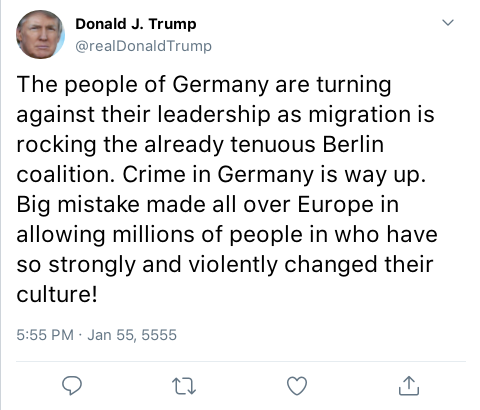 Donald J. Trump
@realDonaldTrump
The people of Germany are turning
against their leadership as migration is
rocking the already tenuous Berlin
coalition. Crime in Germany is way up.
Big mistake made all over Europe in
allowing millions of people in who have
so strongly and violently changed their
culture!
5:55 PM · Jan 55, 5555